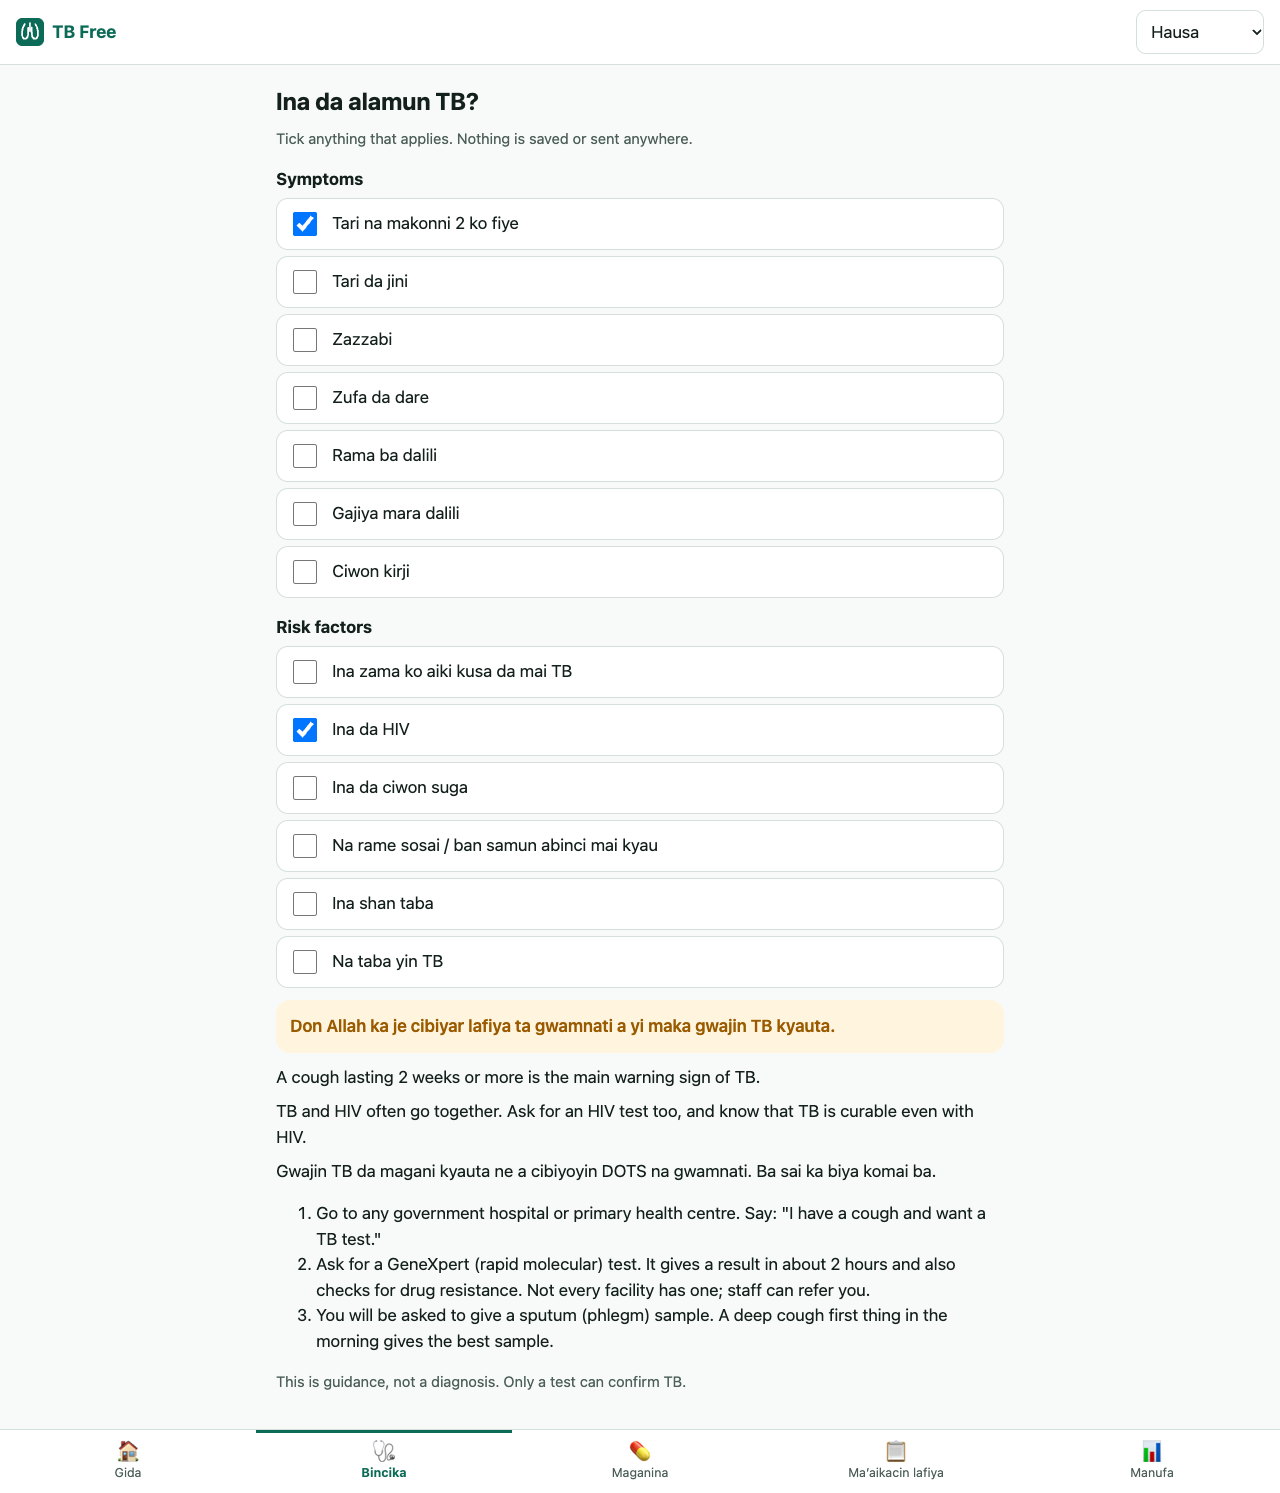 TB Free
Hausa
Ina da alamun TB?
Tick anything that applies. Nothing is saved or sent anywhere.
Symptoms
Tari na makonni 2 ko fiye
Tari da jini
Zazzabi
Zufa da dare
Rama ba dalili
Gajiya mara dalili
Ciwon kirji
Risk factors
Ina zama ko aiki kusa da mai TB
Ina da HIV
Ina da ciwon suga
Na rame sosai / ban samun abinci mai kyau
Ina shan taba
Na taba yin TB
Don Allah ka je cibiyar lafiya ta gwamnati a yi maka gwajin TB kyauta.
A cough lasting 2 weeks or more is the main warning sign of TB.
TB and HIV often go together. Ask for an HIV test too, and know that TB is curable even with
HIV.
Gwajin TB da magani kyauta ne a cibiyoyin DOTS na gwamnati. Ba sai ka biya komai ba.
1. Go to any government hospital or primary health centre. Say: "I have a cough and want a
TB test."
2. Ask for a GeneXpert (rapid molecular) test. It gives a result in about 2 hours and also
checks for drug resistance. Not every facility has one; staff can refer you.
3. You will be asked to give a sputum (phlegm) sample. A deep cough first thing in the
morning gives the best sample.
This is guidance, not a diagnosis. Only a test can confirm TB.
Gida
Bincika
Maganina
Ma'aikacin lafiya
Manufa